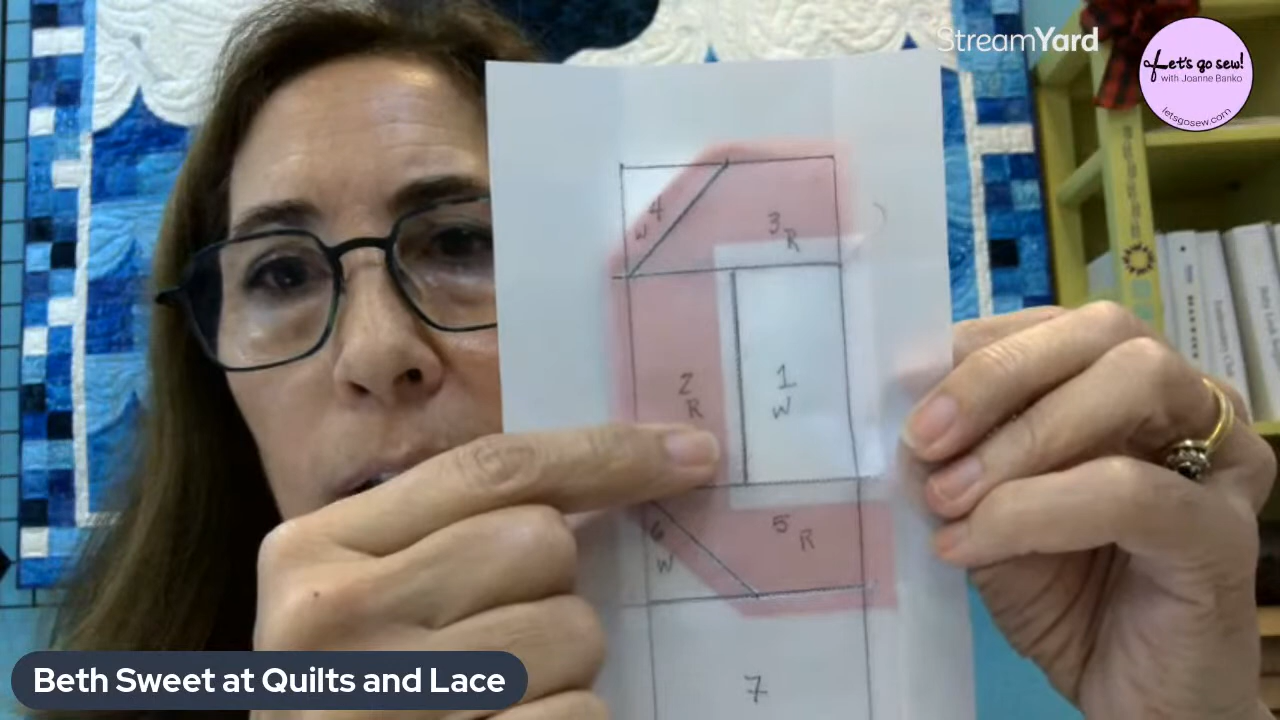 StreamYard
Let's go sew!
with Joanne Banko
letsgosew.com
4
W
3
R
2
R
1
W
5
R
6
W
7
Beth Sweet at Quilts and Lace